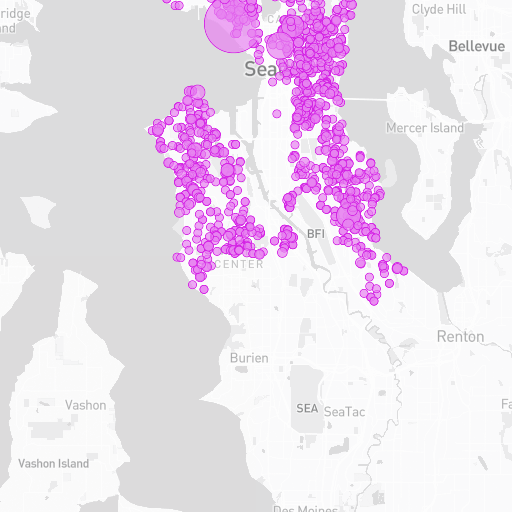 Clyde Hill
ridge
and
Bellevue
Sea
Mercer Island
BFI
CENTER
Renton
Burien
Vashon
SEA
SeaTac
Fa
Vashon Island
Des Moines